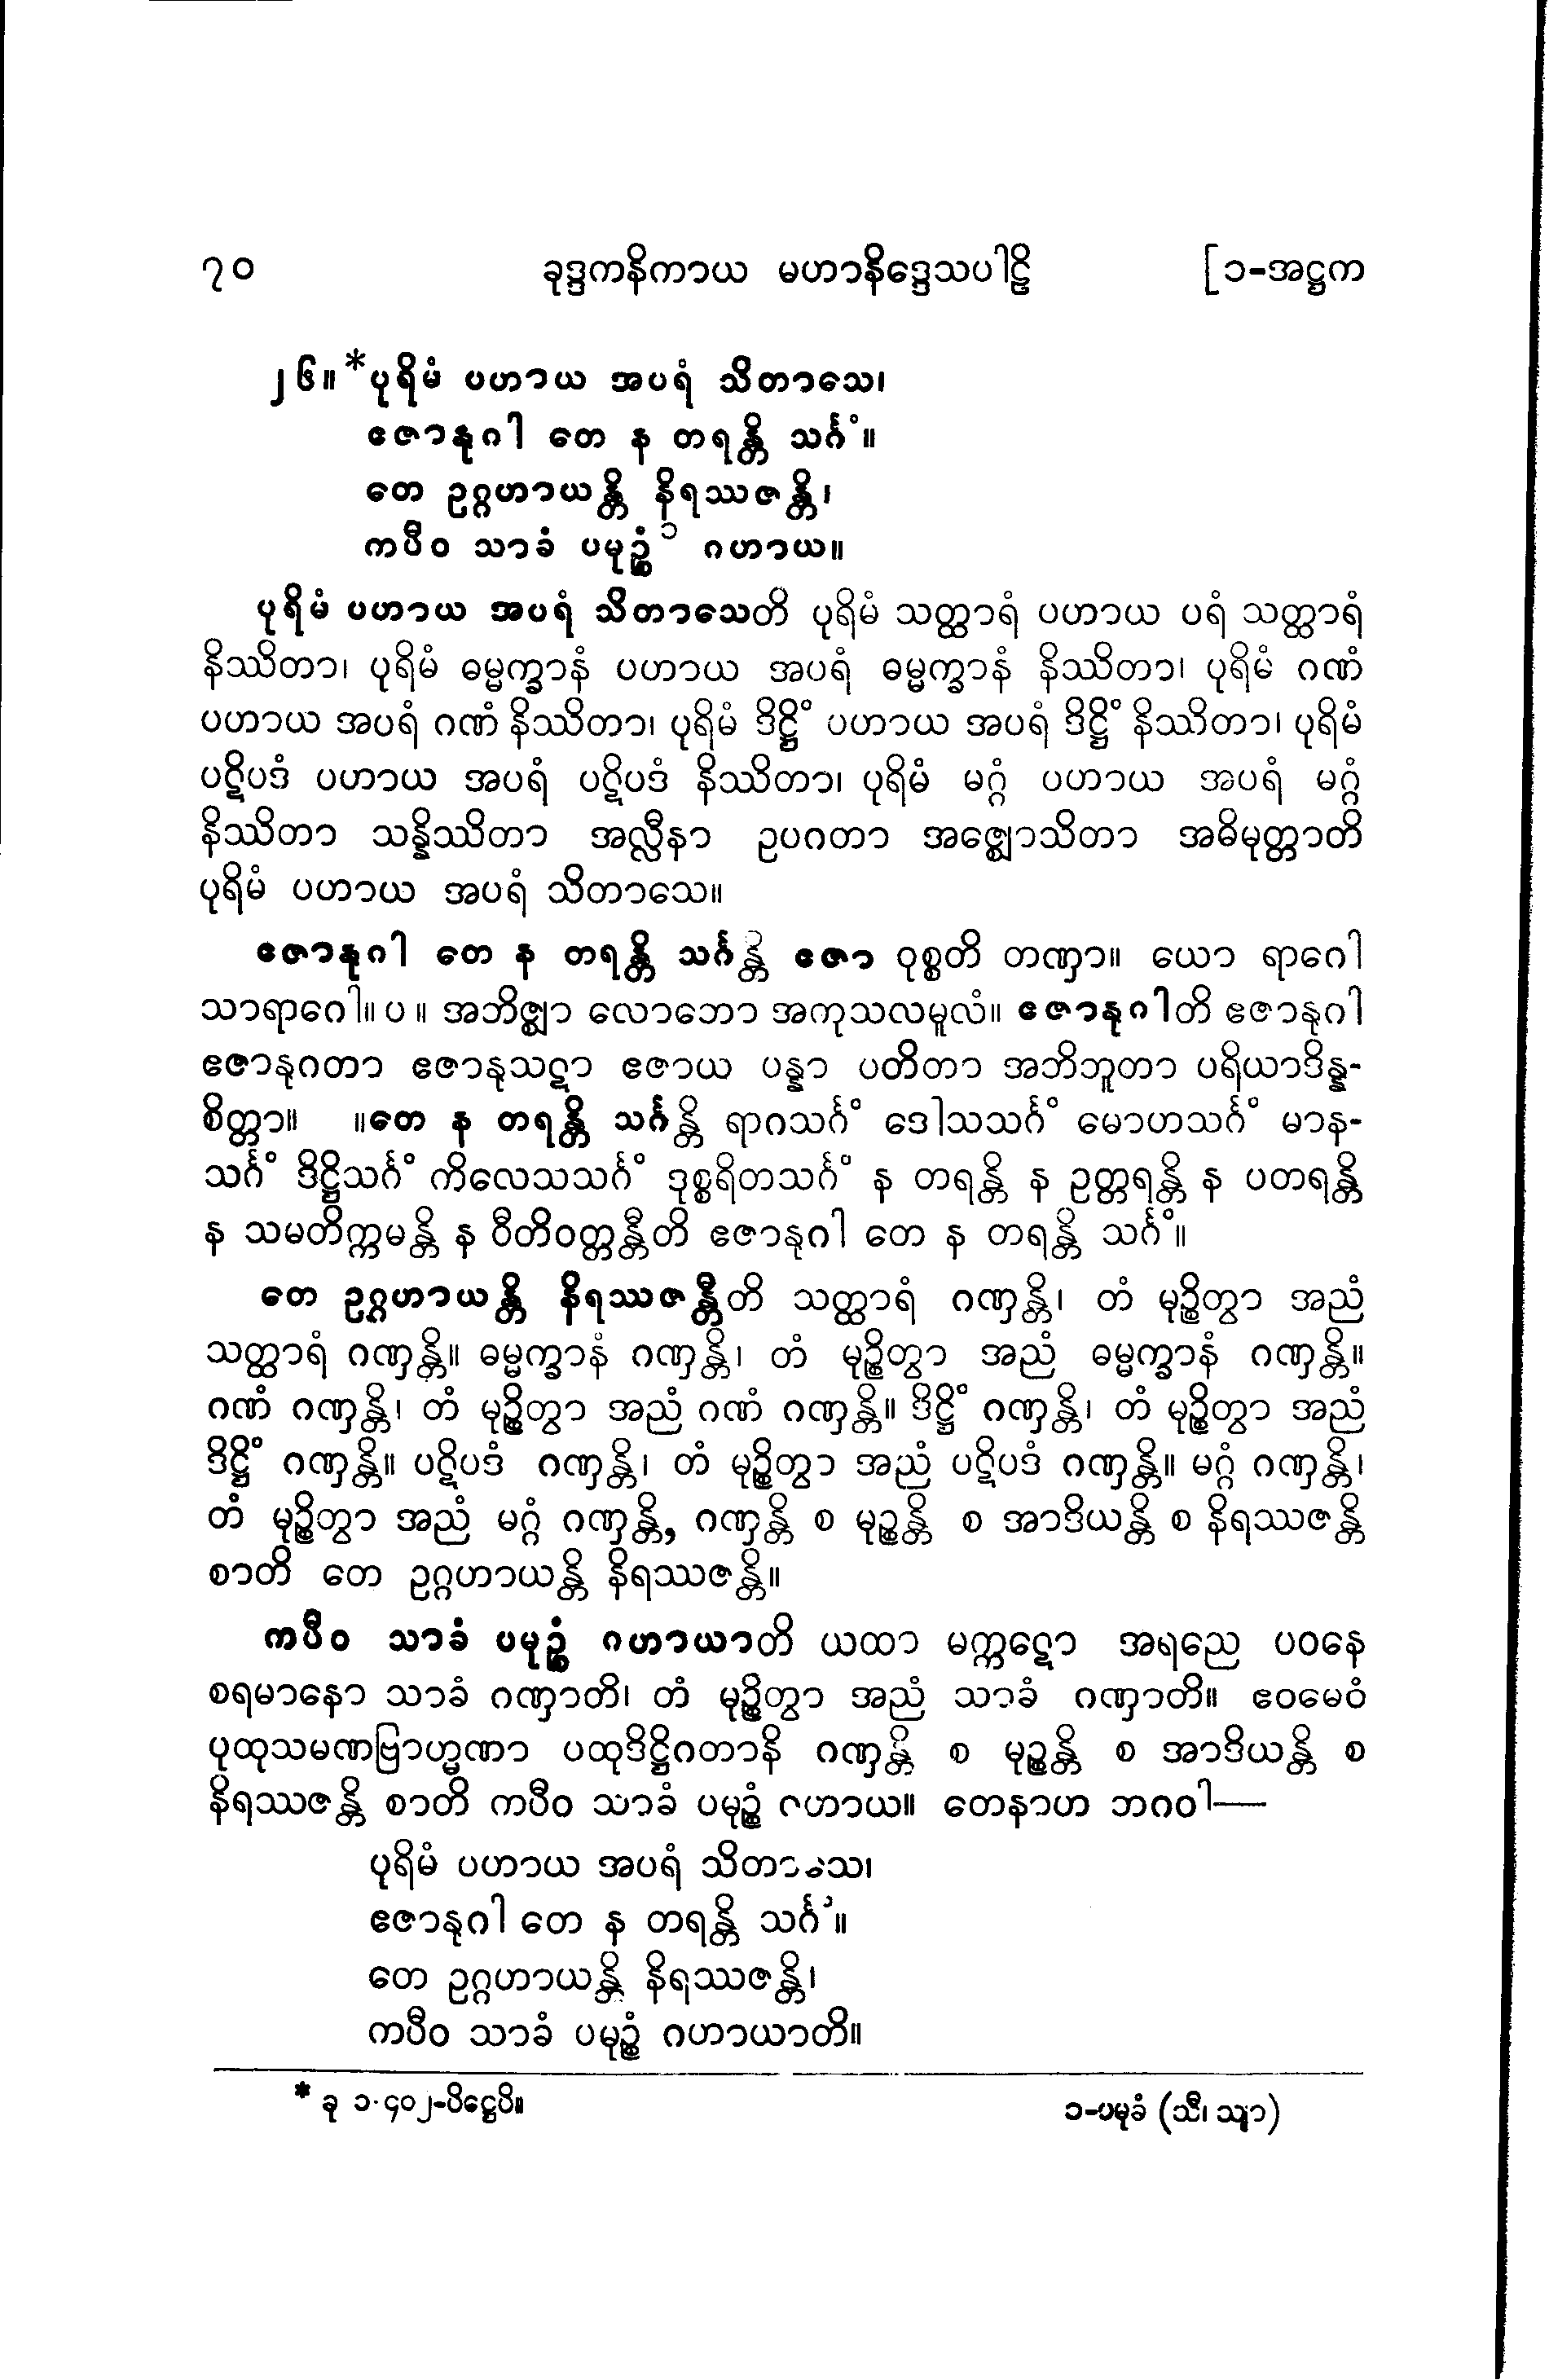 ၇၀ ခုဒ္ဒကနိကာယ မဟာနိဒ္ဒေသပါဠိ [၁-အဋ္ဌက
၂၆။ *ပုရိမံ ပဟာယ အပရံ သိတာသေ၊
ဧဇာနုဂါ တေ န တရန္တိ သင်္ဂံ။
တေ ဥဂ္ဂဟာယန္တိ နိရဿဇန္တိ၊
ကပီဝ သာခံ ပမုဉ္စံ ၁ ဂဟာယ။
ပုရိမံ ပဟာယ အပရံ သိတာသေတိ ပုရိမံ သတ္ထာရံ ပဟာယ ပရံ သတ္ထာရံ
နိဿိတာ၊ ပုရိမံ ဓမ္မက္ခာနံ ပဟာယ အပရံ ဓမ္မက္ခာနံ နိဿိတာ၊ ပုရိမံ ဂဏံ
ပဟာယ အပရံ ဂဏံ နိဿိတာ၊ ပုရိမံ ဒိဋ္ဌိံ ပဟာယ အပရံ ဒိဋ္ဌိံ နိဿိတာ၊ ပုရိမံ
ပဋိပဒံ ပဟာယ အပရံ ပဋိပဒံ နိဿိတာ၊ ပုရိမံ မဂ္ဂံ ပဟာယ အပရံ မဂ္ဂံ
နိဿိတာ သန္နိဿိတာ အလ္လီနာ ဥပဂတာ အဇ္ဈောသိတာ အဓိမုတ္တာတိ
ပုရိမံ ပဟာယ အပရံ သိတာသေ။
ဧဇာနုဂါ တေ န တရန္တိ သင်္ဂန္တိ ဧဇာ ဝုစ္စတိ တဏှာ။ ယော ရာဂေါ
သာရာဂေါ။ ပ ။ အဘိဇ္ဈာ လောဘော အကုသလမူလံ။ ဧဇာနုဂါတိ ဧဇာနုဂါ
ဧဇာနုဂတာ ဧဇာနုသဋာ ဧဇာယ ပန္နာ ပတိတာ အဘိဘူတာ ပရိယာဒိန္န-
စိတ္တာ။ ။တေ န တရန္တိ သင်္ဂန္တိ ရာဂသင်္ဂံ ဒေါသသင်္ဂံ မောဟသင်္ဂံ မာန-
သင်္ဂံ ဒိဋ္ဌိသင်္ဂံ ကိလေသသင်္ဂံ ဒုစ္စရိတသင်္ဂံ န တရန္တိ န ဥတ္တရန္တိ န ပတရန္တိ
န သမတိက္ကမန္တိ န ဝီတိဝတ္တန္တီတိ ဧဇာနုဂါ တေ န တရန္တိ သင်္ဂံ။
တေ ဥဂ္ဂဟာယန္တိ နိရဿဇန္တီတိ သတ္ထာရံ ဂဏှန္တိ၊ တံ မုဉ္စိတွာ အညံ
သတ္ထာရံ ဂဏှန္တိ။ ဓမ္မက္ခာနံ ဂဏှန္တိ၊ တံ မုဉ္စိတွာ အညံ ဓမ္မက္ခာနံ ဂဏှန္တိ။
ဂဏံ ဂဏှန္တိ၊ တံ မုဉ္စိတွာ အညံ ဂဏံ ဂဏှန္တိ။ ဒိဋ္ဌိံ ဂဏှန္တိ၊ တံ မုဉ္စိတွာ အညံ
ဒိဋ္ဌိံ ဂဏှန္တိ။ ပဋိပဒံ ဂဏှန္တိ၊ တံ မုဉ္စိတွာ အညံ ပဋိပဒံ ဂဏှန္တိ။ မဂ္ဂံ ဂဏှန္တိ၊
တံ မုဉ္စိတွာ အညံ မဂ္ဂံ ဂဏှန္တိ, ဂဏှန္တိ စ မုဉ္စန္တိ စ အာဒိယန္တိ စ နိရဿဇန္တိ
စာတိ တေ ဥဂ္ဂဟာယန္တိ နိရဿဇန္တိ။
ကပီဝ သာခံ ပမုဉ္စံ ဂဟာယာတိ ယထာ မက္ကဋော အရညေ ပဝနေ
စရမာနော သာခံ ဂဏှာတိ၊ တံ မုဉ္စိတွာ အညံ သာခံ ဂဏှာတိ။ ဧဝမေဝံ
ပုထုသမဏဗြာဟ္မဏာ ပထုဒိဋ္ဌိဂတာနိ ဂဏှန္တိ စ မုဉ္စန္တိ စ အာဒိယန္တိ စ
နိရဿဇန္တိ စာတိ ကပီဝ သာခံ ပမုဉ္စံ ဂဟာယ။ တေနာဟ ဘဂဝါ—
ပုရိမံ ပဟာယ အပရံ သိတာသေ၊
ဧဇာနုဂါ တေ န တရန္တိ သင်္ဂံ။
တေ ဥဂ္ဂဟာယန္တိ နိရဿဇန္တိ၊
ကပီဝ သာခံ ပမုဉ္စံ ဂဟာယာတိ။
* ခု ၁-၄၀၂-ပိဋ္ဌေပိ။ ၁-ပမုခံ (သီ၊ သျာ)